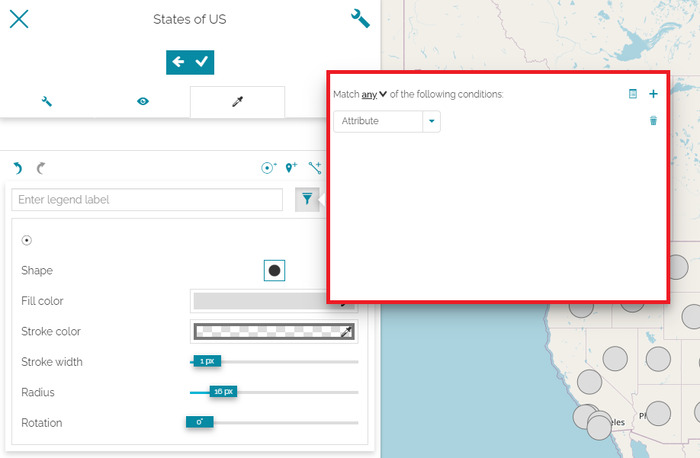 States of US
Match any of the following conditions:
Attribute
Enter legend label
Shape
Fill color
Stroke color
Stroke width
1 px
Radius
16 px
Rotation
0°